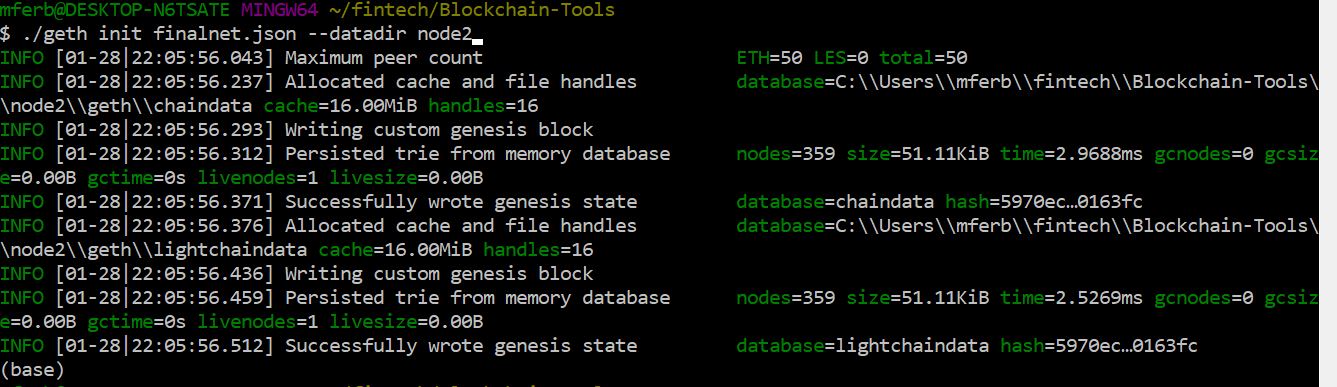 mferb@DESKTOP-N6TSATE MINGW64 ~/fintech/Blockchain-Tools
$ ./geth init finalnet.json --datadir node2
INFO [01-28|22:05:56.043] Maximum peer count ETH=50 LES=0 total=50
INFO [01-28|22:05:56.237] Allocated cache and file handles database=C:\\Users\\mferb\\fintech\\Blockchain-Tools\
\node2\\geth\\chaindata cache=16.00MiB handles=16
INFO [01-28|22:05:56.293] Writing custom genesis block
INFO [01-28|22:05:56.312] Persisted trie from memory database nodes=359 size=51.11KiB time=2.9688ms gcnodes=0 gcsiz
e=0.00B gctime=0s livenodes=1 livesize=0.00B
INFO [01-28|22:05:56.371] Successfully wrote genesis state database=chaindata hash=5970ec…0163fc
INFO [01-28|22:05:56.376] Allocated cache and file handles database=C:\\Users\\mferb\\fintech\\Blockchain-Tools\
\node2\\geth\\lightchaindata cache=16.00MiB handles=16
INFO [01-28|22:05:56.436] Writing custom genesis block
INFO [01-28|22:05:56.459] Persisted trie from memory database nodes=359 size=51.11KiB time=2.5269ms gcnodes=0 gcsiz
e=0.00B gctime=0s livenodes=1 livesize=0.00B
INFO [01-28|22:05:56.512] Successfully wrote genesis state database=lightchaindata hash=5970ec…0163fc
(base)